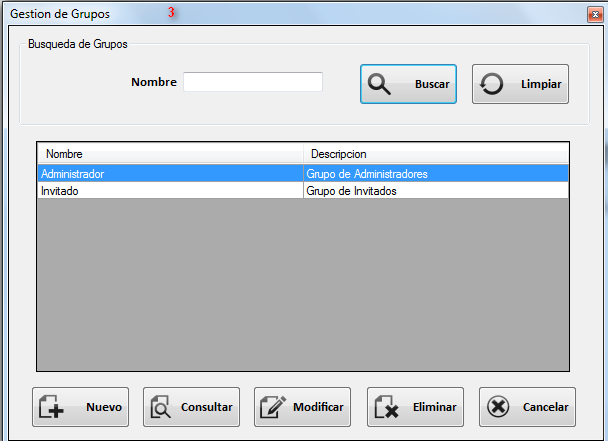 Gestion de Grupos 3
Busqueda de Grupos
Nombre Buscar Limpiar
Nombre Descripcion
Administrador Grupo de Administradores
Invitado Grupo de Invitados
Nuevo Consultar Modificar Eliminar Cancelar